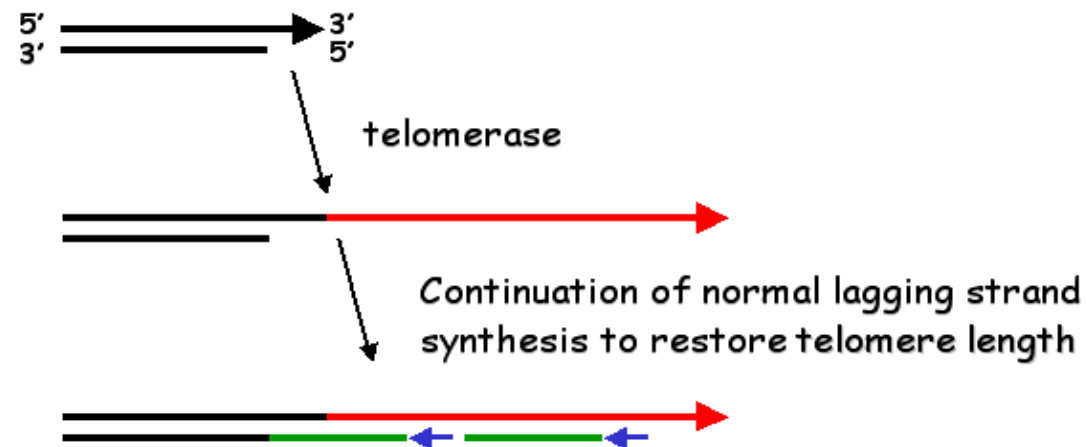 5' 3'
3' 5'
telomerase
Continuation of normal lagging strand
synthesis to restore telomere length